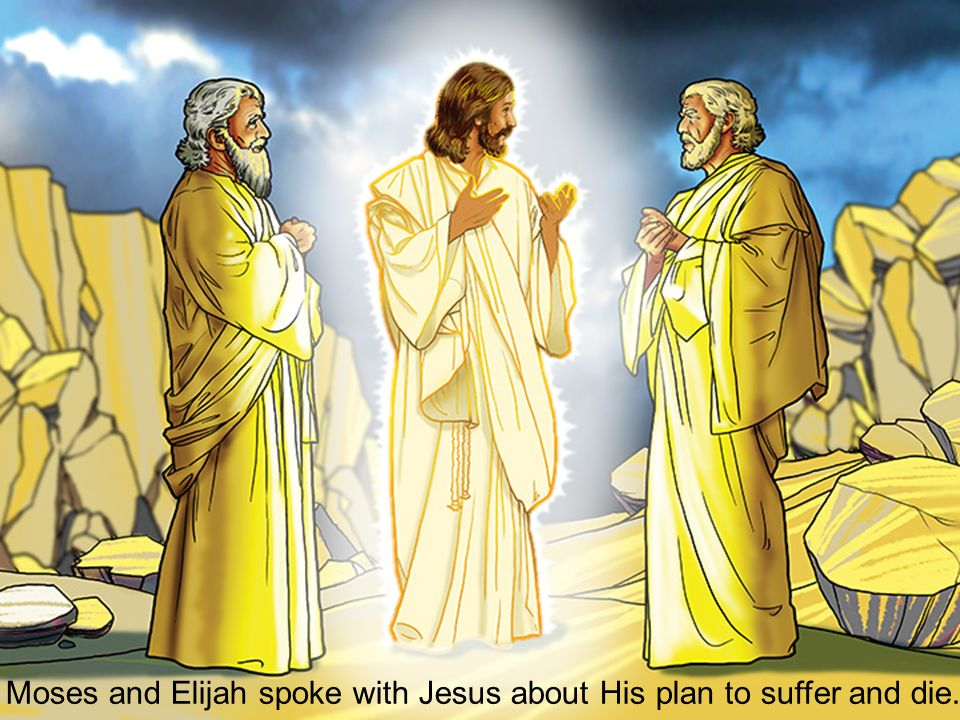 Moses and Elijah spoke with Jesus about His plan to suffer and die.